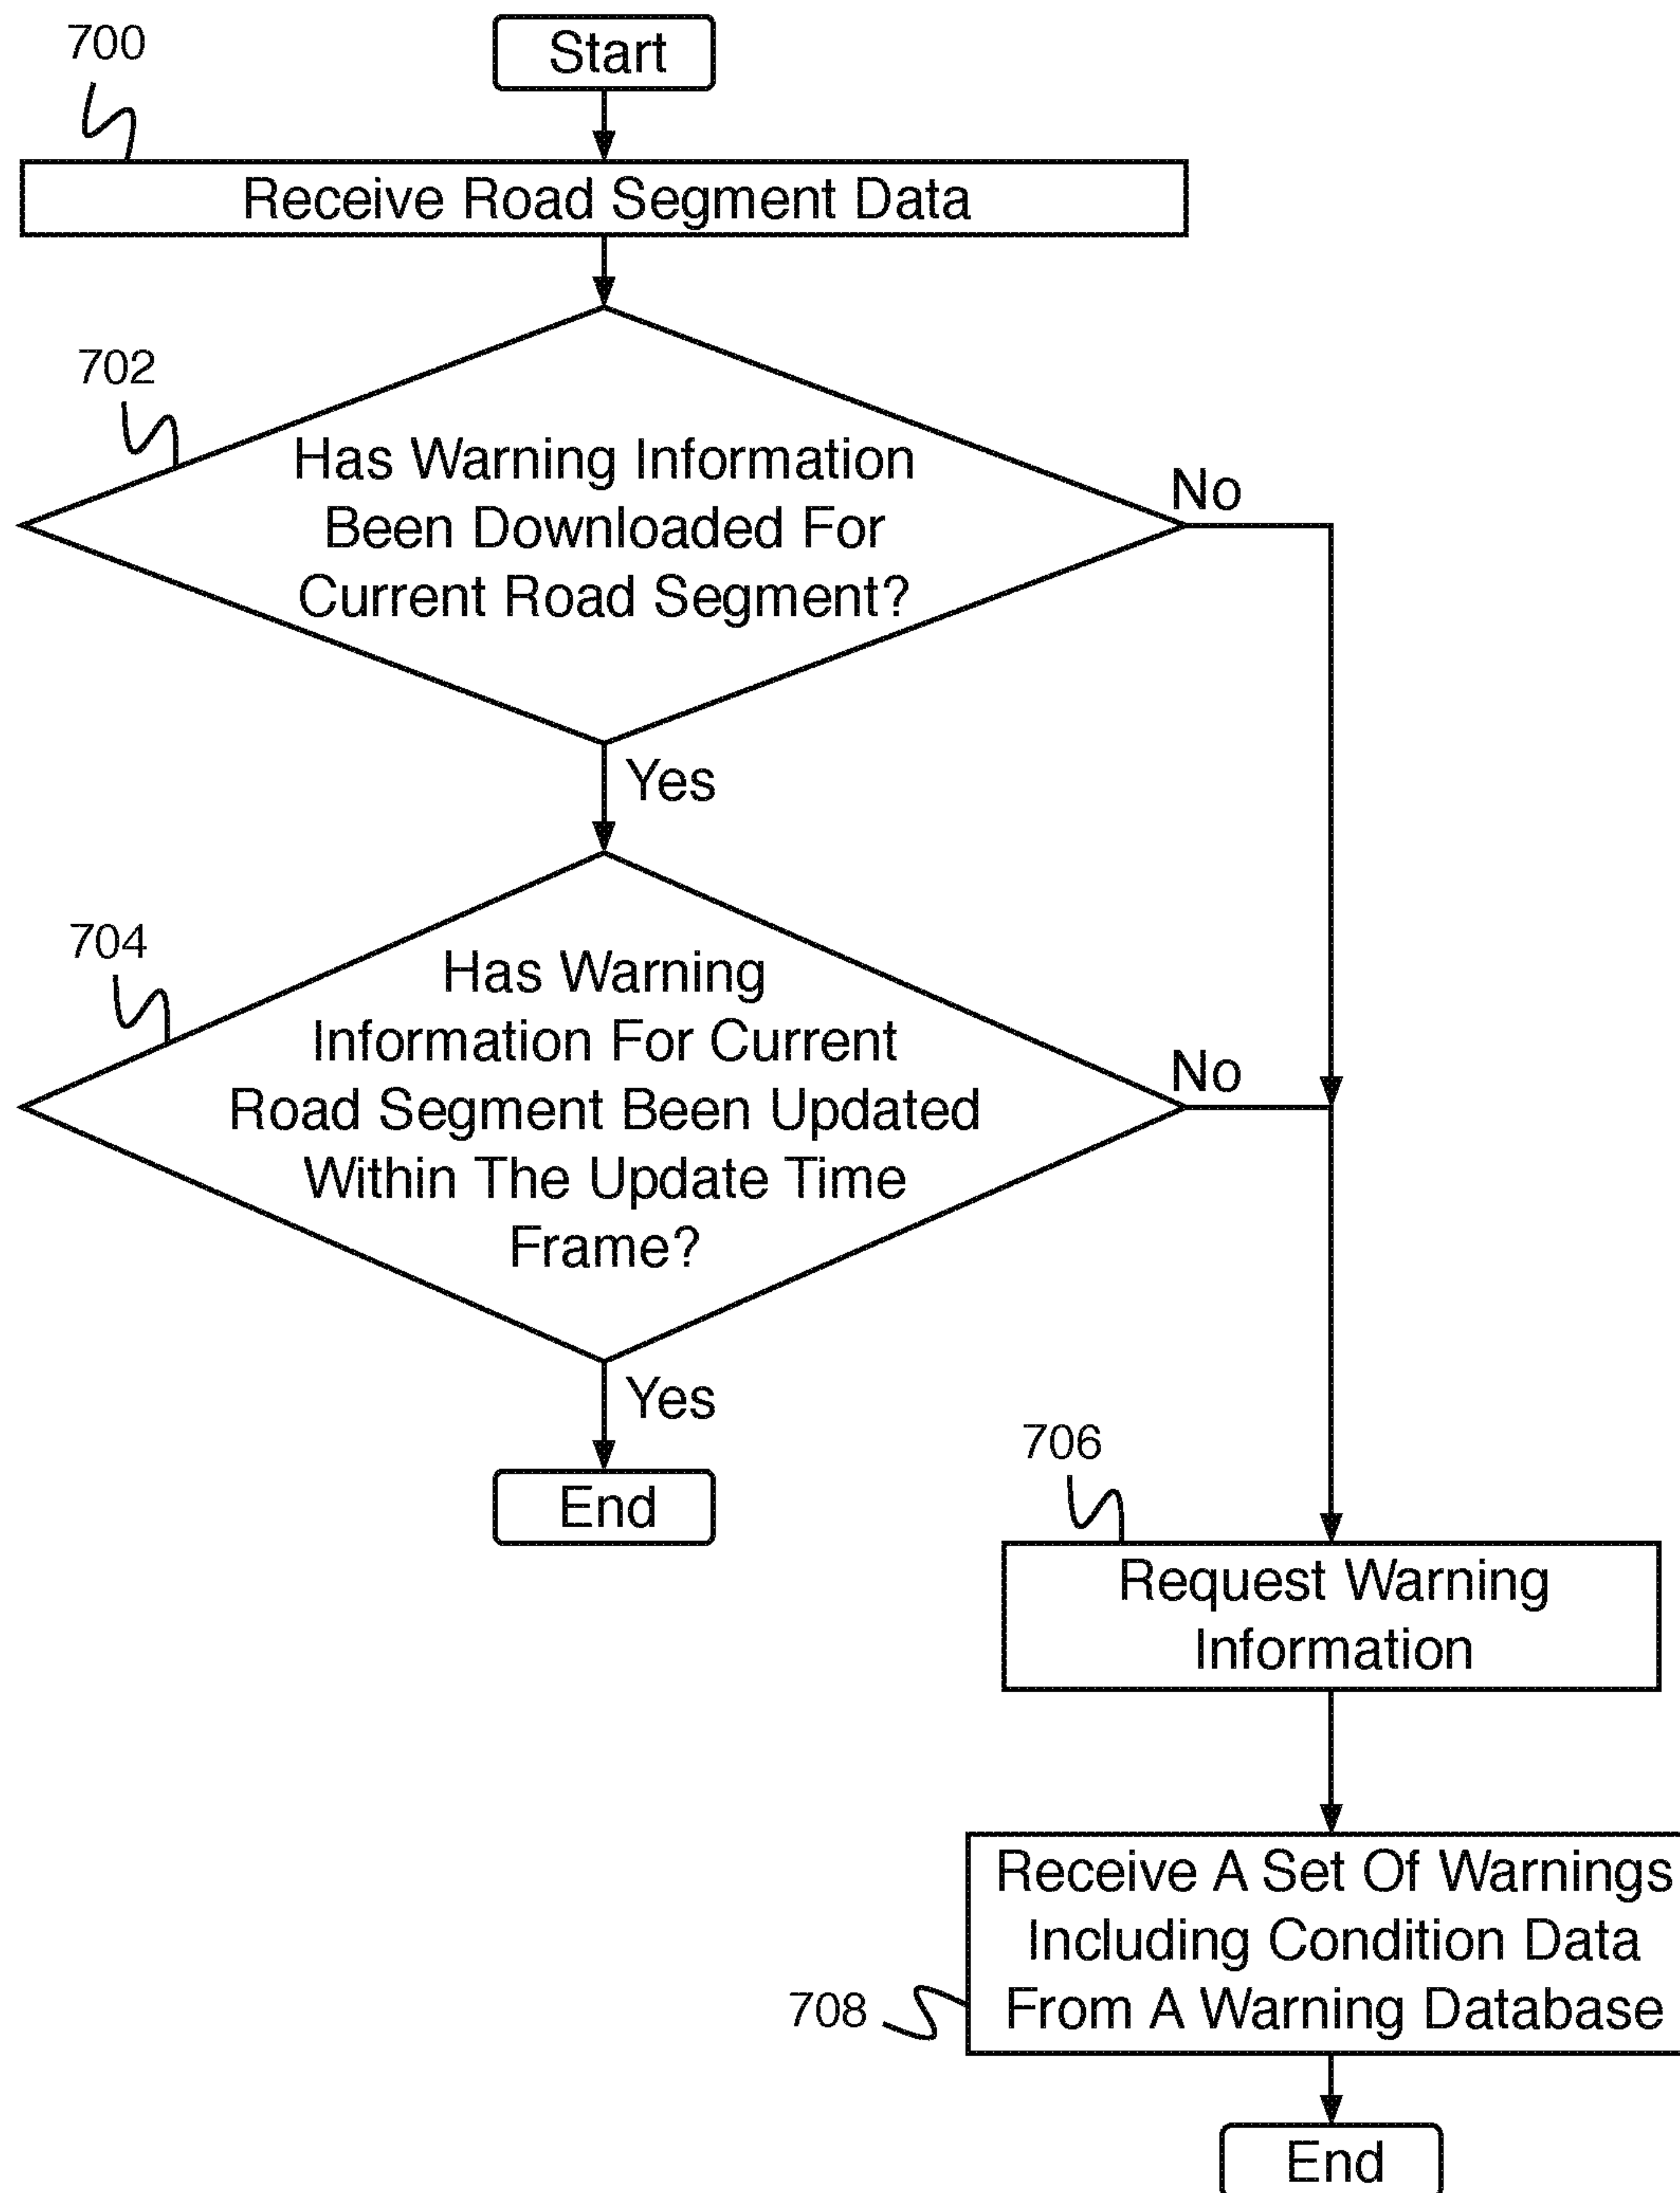 700
Start
Receive Road Segment Data
702
Has Warning Information
Been Downloaded For
Current Road Segment?
No
Yes
704
Has Warning
Information For Current
Road Segment Been Updated
Within The Update Time
Frame?
No
Yes
End
706
Request Warning
Information
Receive A Set Of Warnings
Including Condition Data
From A Warning Database
708
End